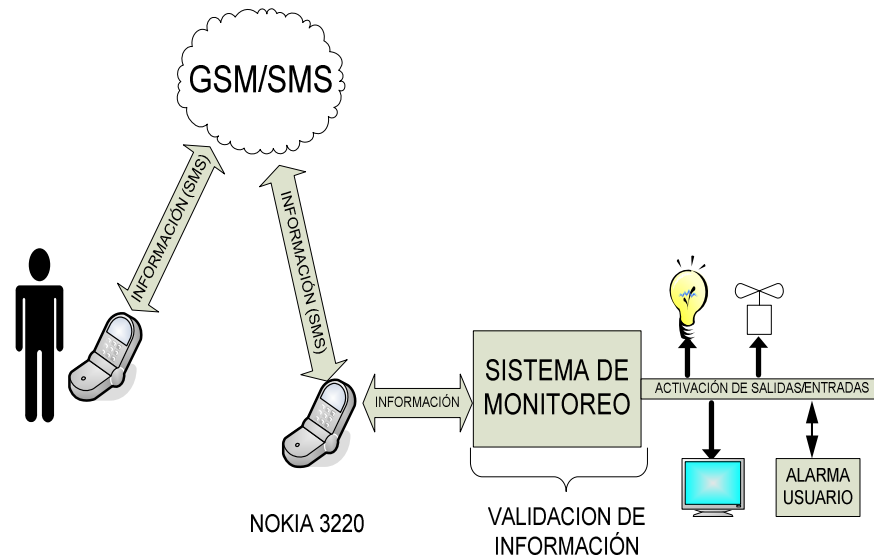 GSM/SMS
INFORMACIÓN (SMS)
INFORMACIÓN (SMS)
INFORMACIÓN
SISTEMA DE
MONITOREO
ACTIVACIÓN DE SALIDAS/ENTRADAS
ALARMA
USUARIO
NOKIA 3220
VALIDACION DE
INFORMACIÓN